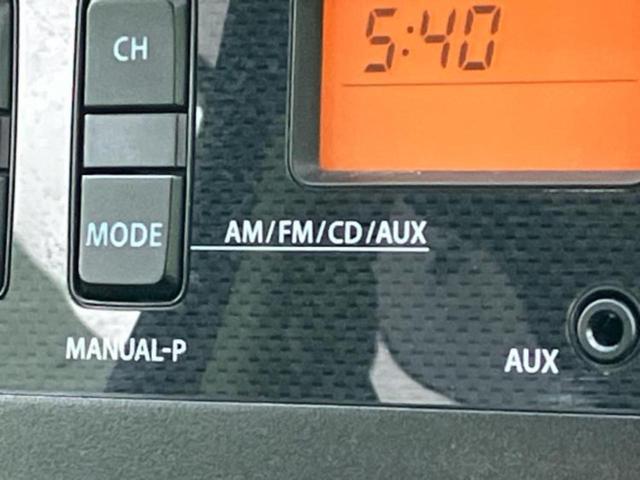 5:40
CH
MODE
AM/FM/CD/AUX
MANUAL-P
AUX